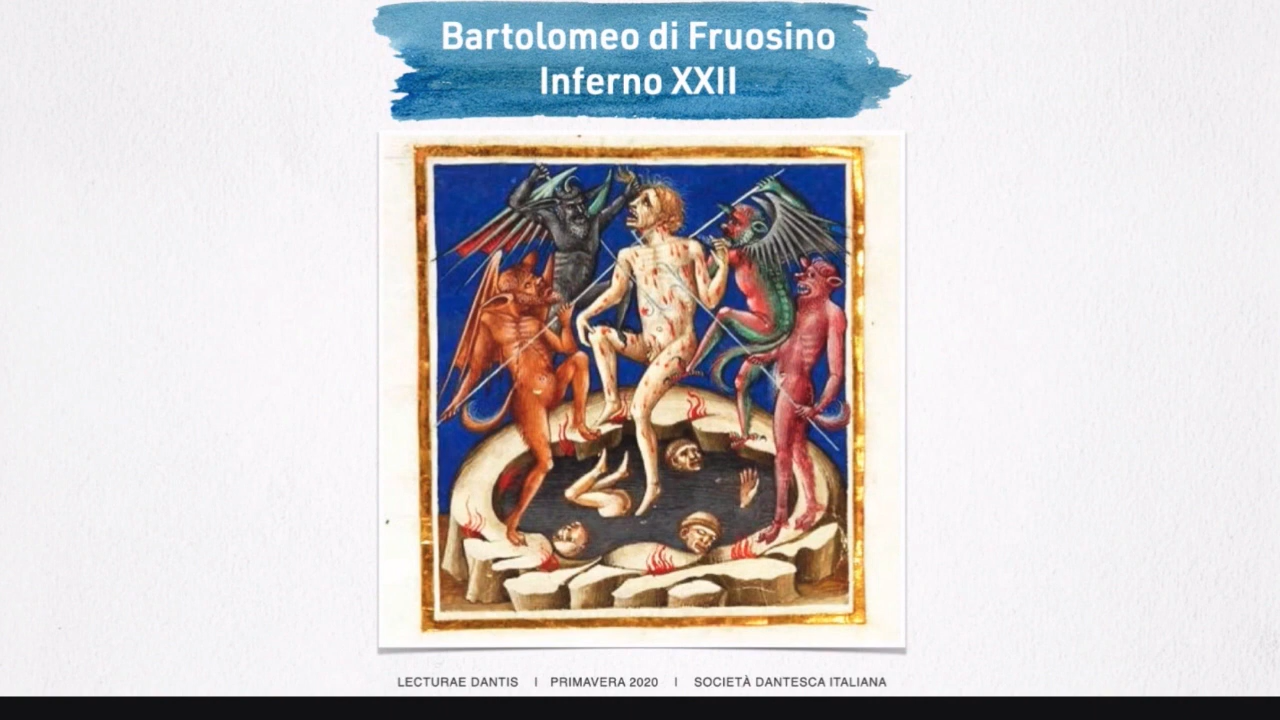 Bartolomeo di Fruosino
Inferno XXII
LECTURAE DANTIS | PRIMAVERA 2020 | SOCIETÀ DANTESCA ITALIANA